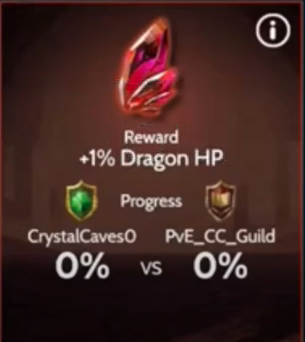 Reward
+1% Dragon HP
Progress
CrystalCaves0 PvE_CC_Guild
0% vs 0%